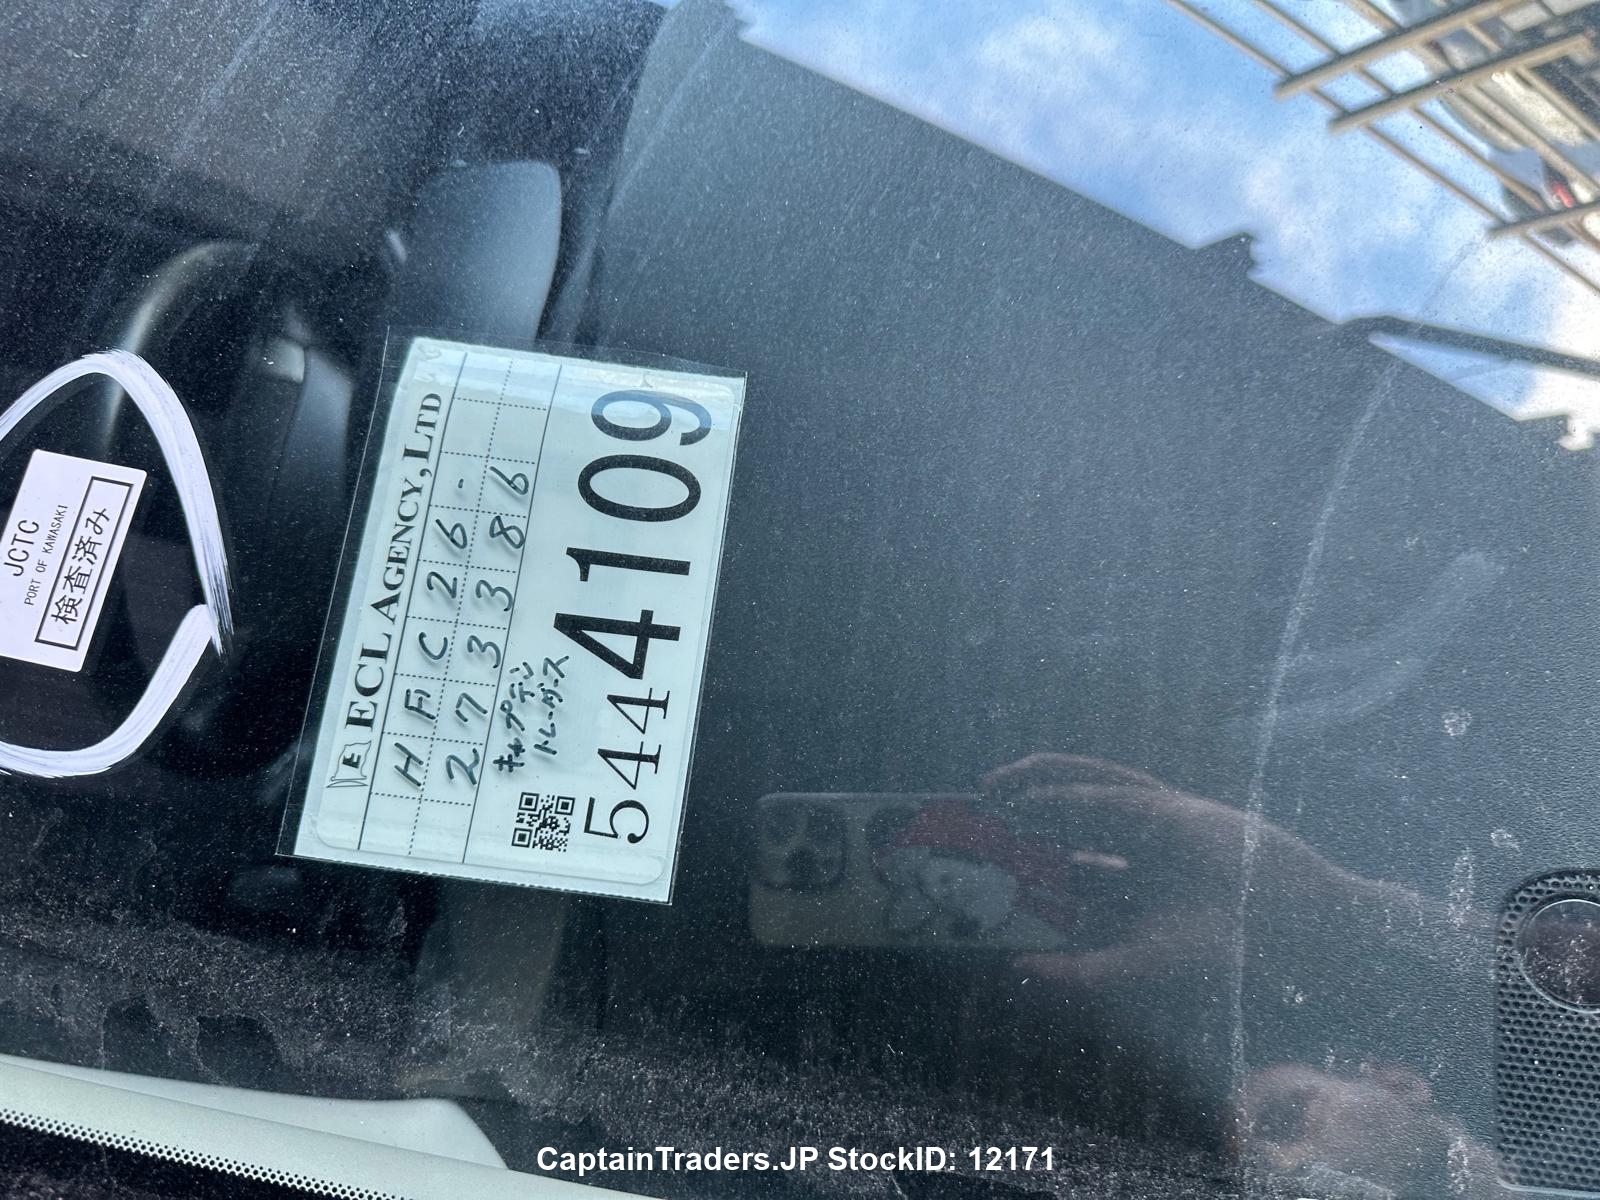 JCTC
PORT OF KAWASAKI
検査済み
E ECL AGENCY, LTD
HFC26-
273386
キャプテン
トレーダース
5444109
CaptainTraders.JP StockID: 12171